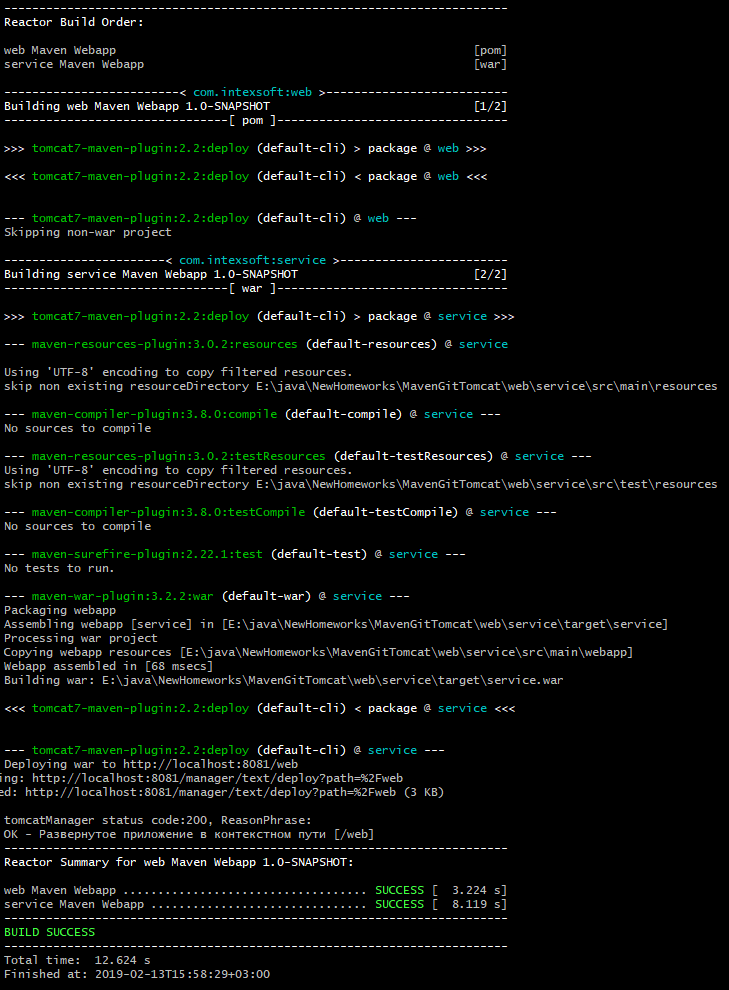 ------------------------------------------------------------------------
Reactor Build Order:
web Maven Webapp [pom]
service Maven Webapp [war]
-------------------------< com.intexsoft:web >--------------------------
Building web Maven Webapp 1.0-SNAPSHOT [1/2]
--------------------------------[ pom ]---------------------------------
>>> tomcat7-maven-plugin:2.2:deploy (default-cli) > package @ web >>>
<<< tomcat7-maven-plugin:2.2:deploy (default-cli) < package @ web <<<
--- tomcat7-maven-plugin:2.2:deploy (default-cli) @ web ---
Skipping non-war project
-----------------------< com.intexsoft:service >------------------------
Building service Maven Webapp 1.0-SNAPSHOT [2/2]
--------------------------------[ war ]---------------------------------
>>> tomcat7-maven-plugin:2.2:deploy (default-cli) > package @ service >>>
--- maven-resources-plugin:3.0.2:resources (default-resources) @ service
Using 'UTF-8' encoding to copy filtered resources.
skip non existing resourceDirectory E:\java\NewHomeworks\MavenGitTomcat\web\service\src\main\resources
--- maven-compiler-plugin:3.8.0:compile (default-compile) @ service ---
No sources to compile
--- maven-resources-plugin:3.0.2:testResources (default-testResources) @ service ---
Using 'UTF-8' encoding to copy filtered resources.
skip non existing resourceDirectory E:\java\NewHomeworks\MavenGitTomcat\web\service\src\test\resources
--- maven-compiler-plugin:3.8.0:testCompile (default-testCompile) @ service ---
No sources to compile
--- maven-surefire-plugin:2.22.1:test (default-test) @ service ---
No tests to run.
--- maven-war-plugin:3.2.2:war (default-war) @ service ---
Packaging webapp
Assembling webapp [service] in [E:\java\NewHomeworks\MavenGitTomcat\web\service\target\service]
Processing war project
Copying webapp resources [E:\java\NewHomeworks\MavenGitTomcat\web\service\src\main\webapp]
Webapp assembled in [68 msecs]
Building war: E:\java\NewHomeworks\MavenGitTomcat\web\service\target\service.war
<<< tomcat7-maven-plugin:2.2:deploy (default-cli) < package @ service <<<
--- tomcat7-maven-plugin:2.2:deploy (default-cli) @ service ---
Deploying war to http://localhost:8081/web
ing: http://localhost:8081/manager/text/deploy?path=%2Fweb
ed: http://localhost:8081/manager/text/deploy?path=%2Fweb (3 KB)
tomcatManager status code:200, ReasonPhrase:
OK - Развернутое приложение в контекстном пути [/web]
------------------------------------------------------------------------
Reactor Summary for web Maven Webapp 1.0-SNAPSHOT:
web Maven Webapp ................................... SUCCESS [  3.224 s]
service Maven Webapp ............................... SUCCESS [  8.119 s]
------------------------------------------------------------------------
BUILD SUCCESS
------------------------------------------------------------------------
Total time:  12.624 s
Finished at: 2019-02-13T15:58:29+03:00